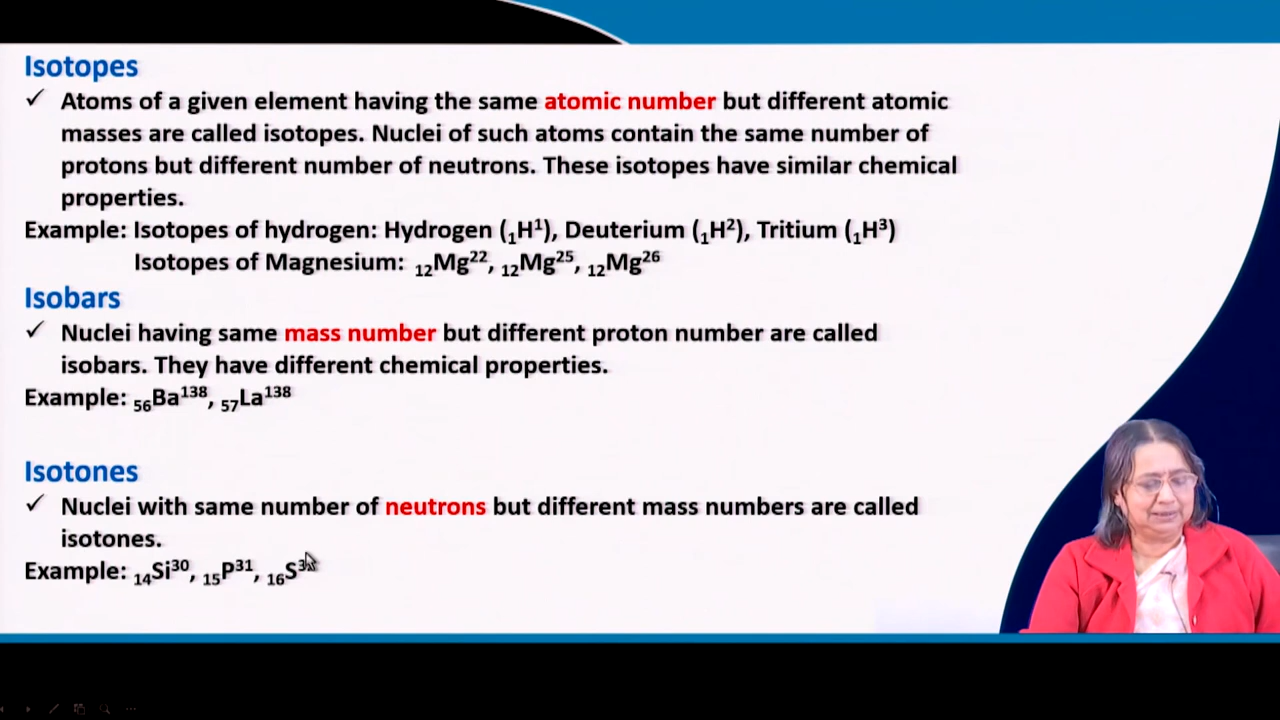 Isotopes
✓ Atoms of a given element having the same atomic number but different atomic
masses are called isotopes. Nuclei of such atoms contain the same number of
protons but different number of neutrons. These isotopes have similar chemical
properties.
Example: Isotopes of hydrogen: Hydrogen (₁H¹), Deuterium (₁H²), Tritium (₁H³)
Isotopes of Magnesium: ₁₂Mg²², ₁₂Mg²⁵, ₁₂Mg²⁶
Isobars
✓ Nuclei having same mass number but different proton number are called
isobars. They have different chemical properties.
Example: ₅₆Ba¹³⁸, ₅₇La¹³⁸
Isotones
✓ Nuclei with same number of neutrons but different mass numbers are called
isotones.
Example: ₁₄Si³⁰, ₁₅P³¹, ₁₆S³